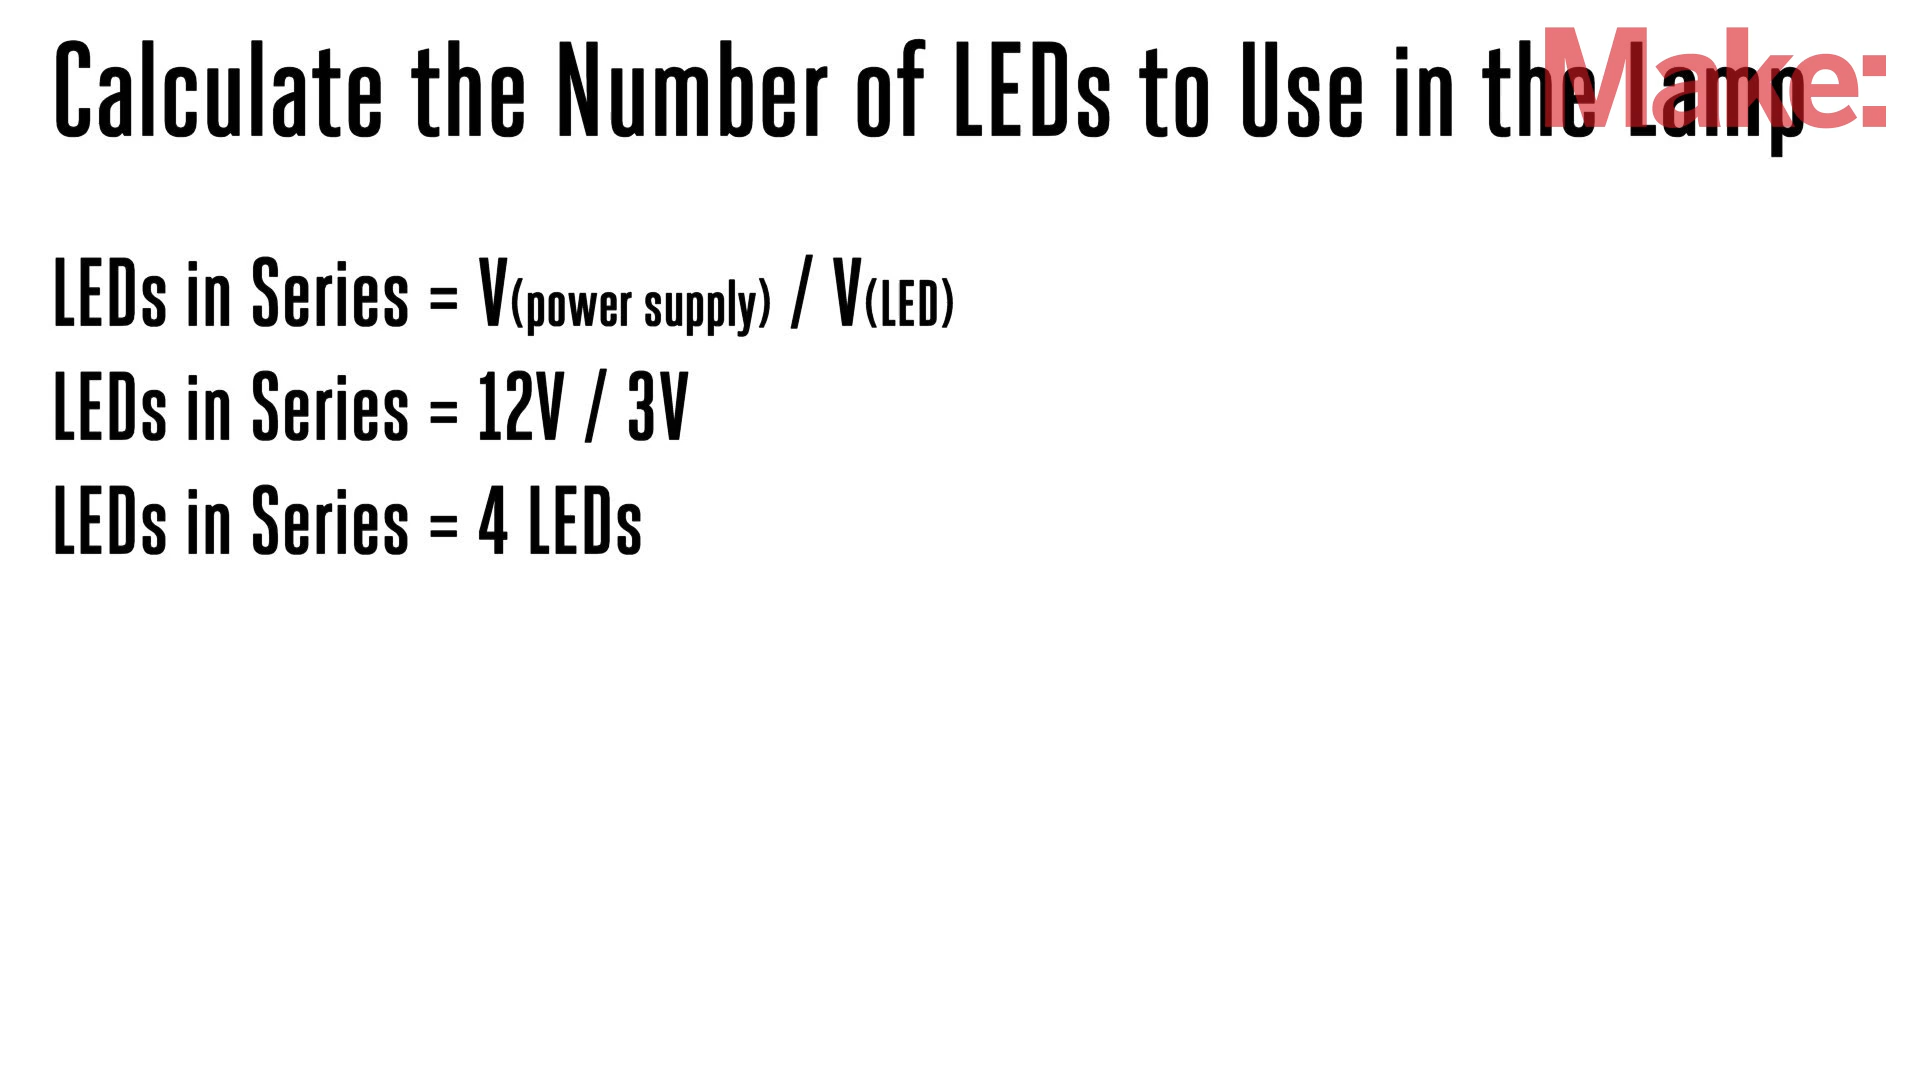 Calculate the Number of LEDs to Use in the Lamp
Make:
LEDs in Series = V(power supply) / V(LED)
LEDs in Series = 12V / 3V
LEDs in Series = 4 LEDs